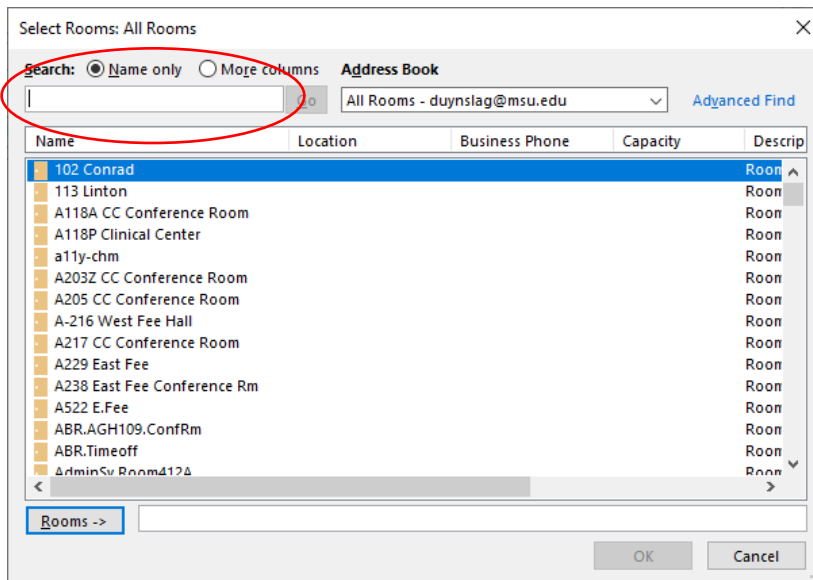 Select Rooms: All Rooms
Search: Name only More columns Address Book
Go All Rooms - duynslag@msu.edu Advanced Find
Name Location Business Phone Capacity Descrip
102 Conrad Room
113 Linton Room
A118A CC Conference Room Room
A118P Clinical Center Room
a11y-chm Room
A203Z CC Conference Room Room
A205 CC Conference Room Room
A-216 West Fee Hall Room
A217 CC Conference Room Room
A229 East Fee Room
A238 East Fee Conference Rm Room
A522 E.Fee Room
ABR.AGH109.ConfRm Room
ABR.Timeoff Room
AdminSv Room412A Room
Rooms ->
OK Cancel